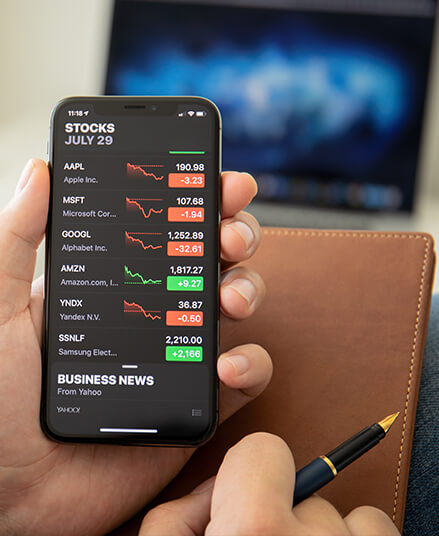 11:18
STOCKS
JULY 29
AAPL 190.98
Apple Inc. -3.23
MSFT 107.68
Microsoft Cor... -1.94
GOOGL 1,252.89
Alphabet Inc. -32.61
AMZN 1,817.27
Amazon.com, I... +9.27
YNDX 36.87
Yandex N.V. -0.50
SSNLF 2,210.00
Samsung Elect... +2,166
BUSINESS NEWS
From Yahoo
YAHOO!